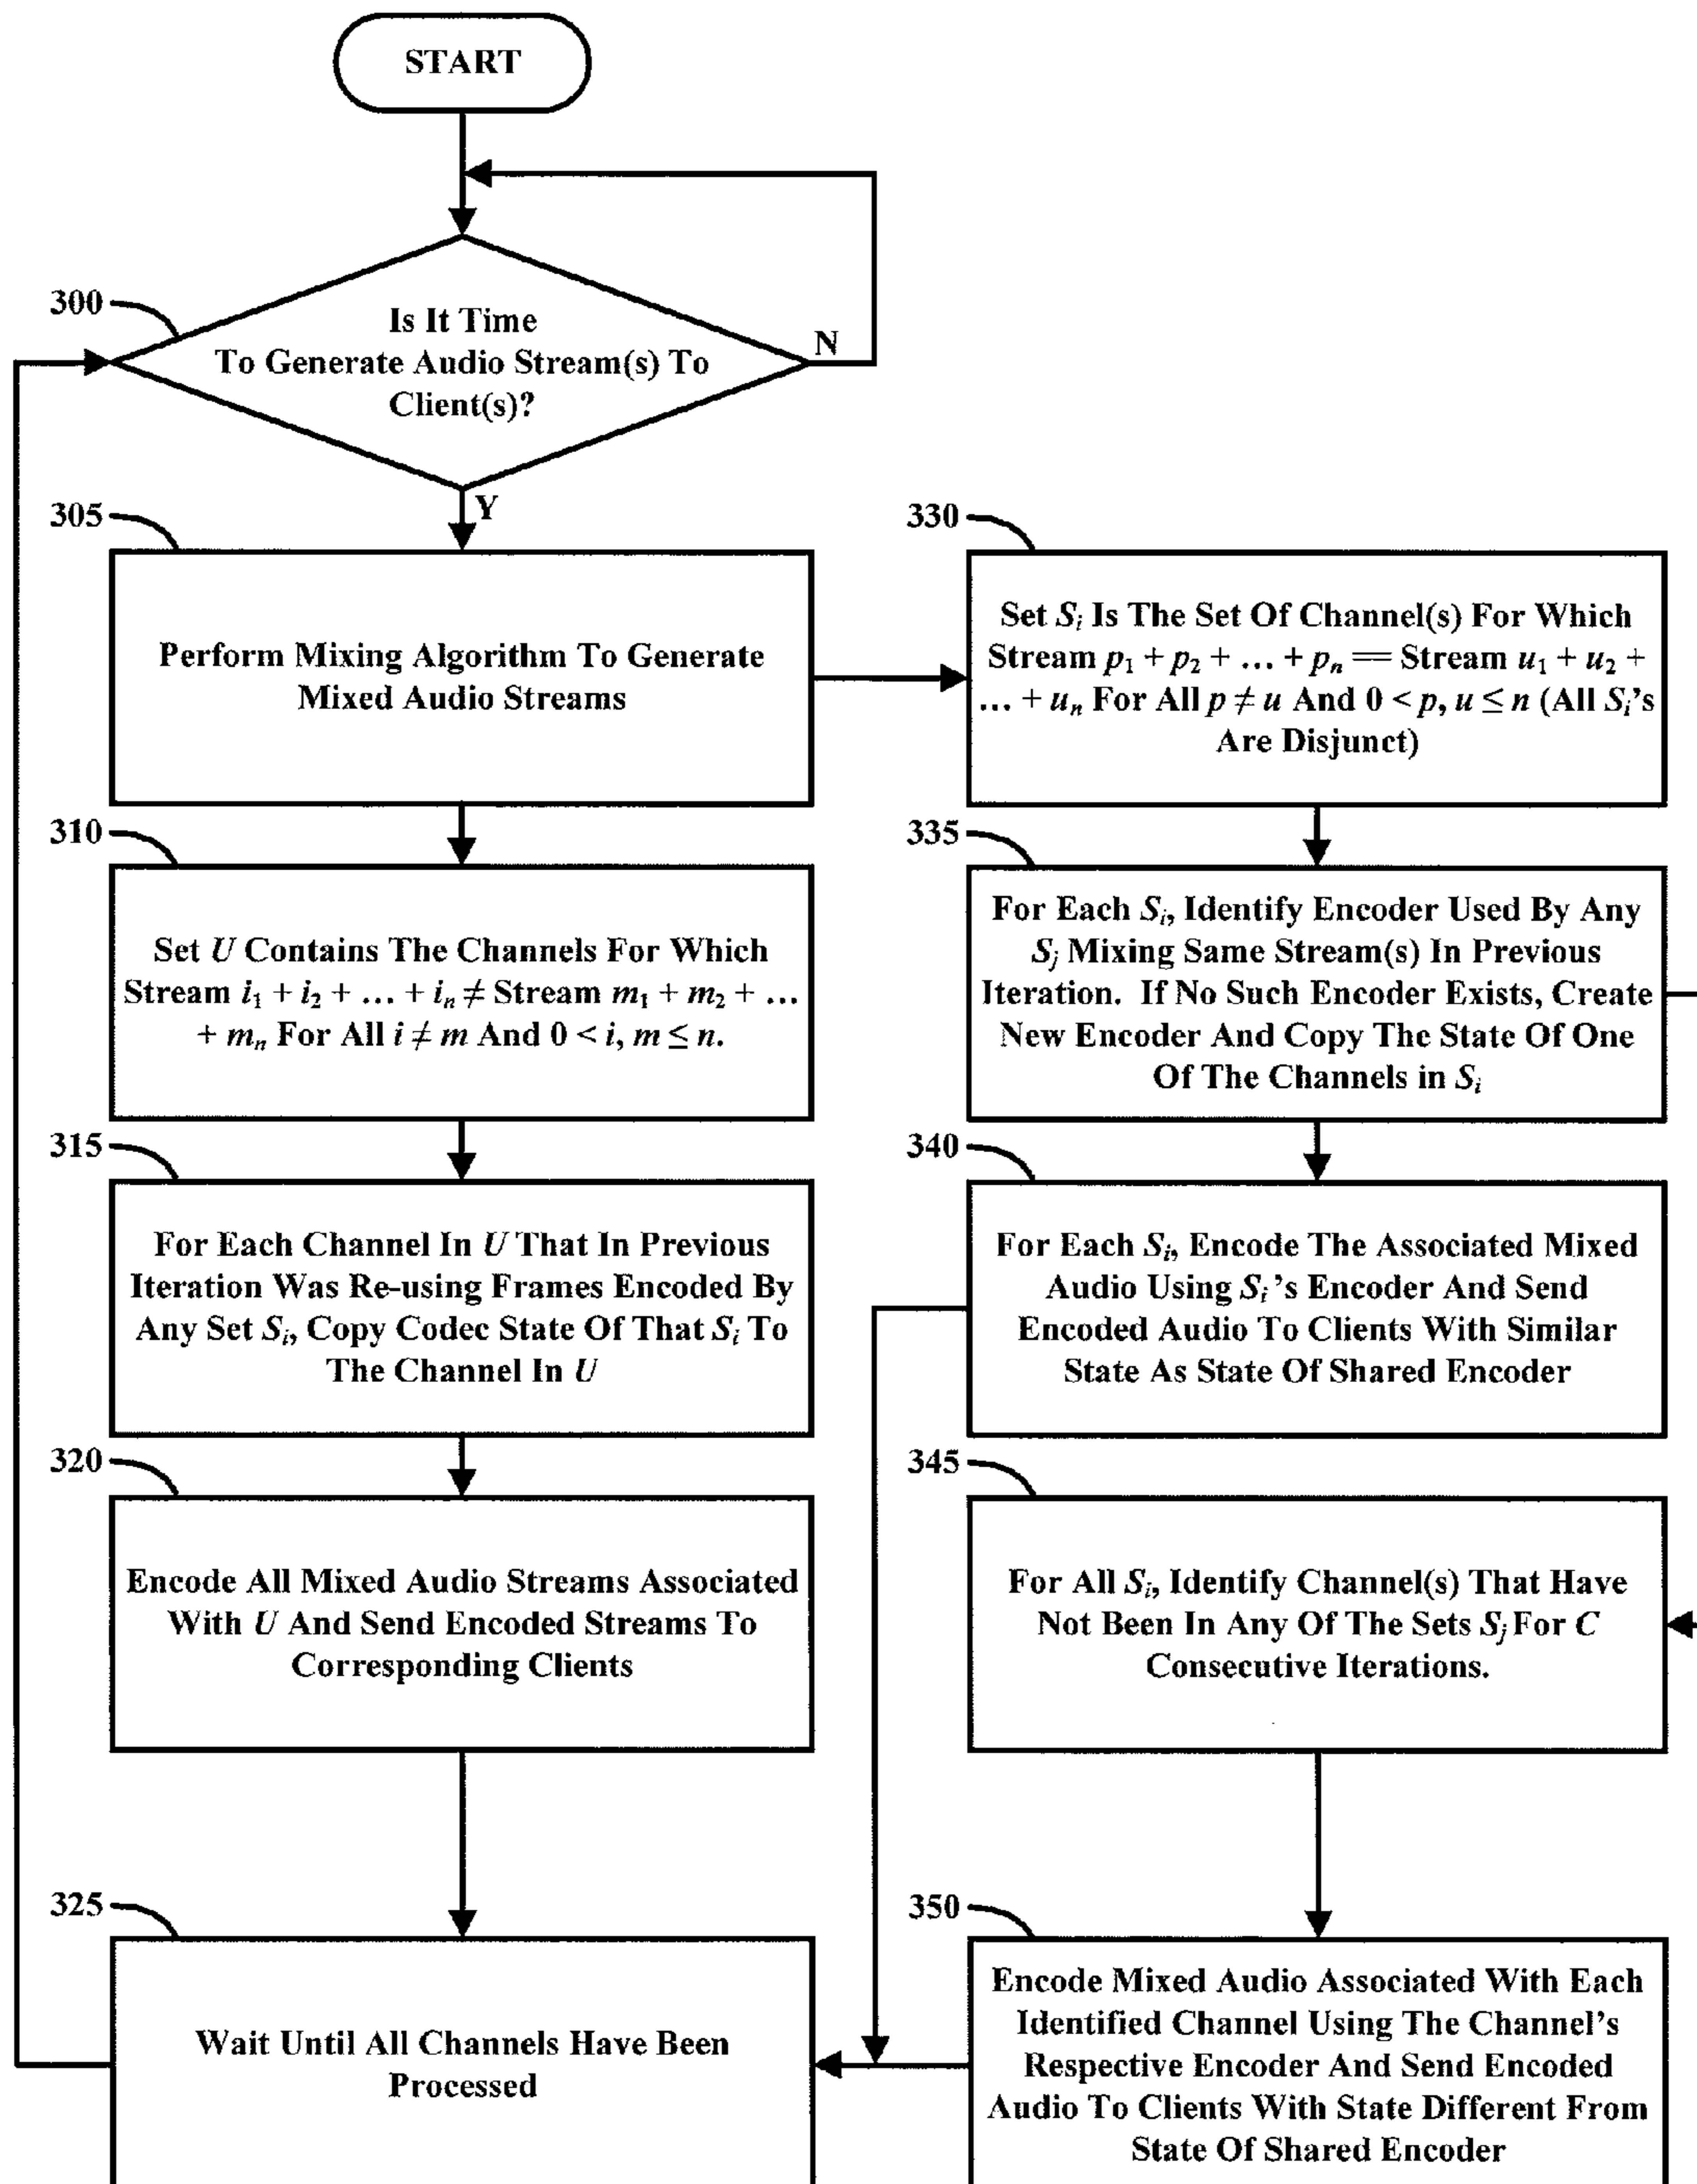 START
300
Is It Time
To Generate Audio Stream(s) To
Client(s)?
N
Y
305
Perform Mixing Algorithm To Generate
Mixed Audio Streams
310
Set U Contains The Channels For Which
Stream i₁ + i₂ + … + iₙ ≠ Stream m₁ + m₂ + …
+ mₙ For All i ≠ m And 0 < i, m ≤ n.
315
For Each Channel In U That In Previous
Iteration Was Re-using Frames Encoded By
Any Set Sᵢ, Copy Codec State Of That Sᵢ To
The Channel In U
320
Encode All Mixed Audio Streams Associated
With U And Send Encoded Streams To
Corresponding Clients
325
Wait Until All Channels Have Been
Processed
330
Set Sᵢ Is The Set Of Channel(s) For Which
Stream p₁ + p₂ + … + pₙ == Stream u₁ + u₂ +
… + uₙ For All p ≠ u And 0 < p, u ≤ n (All Sᵢ's
Are Disjunct)
335
For Each Sᵢ, Identify Encoder Used By Any
Sⱼ Mixing Same Stream(s) In Previous
Iteration. If No Such Encoder Exists, Create
New Encoder And Copy The State Of One
Of The Channels in Sᵢ
340
For Each Sᵢ, Encode The Associated Mixed
Audio Using Sᵢ's Encoder And Send
Encoded Audio To Clients With Similar
State As State Of Shared Encoder
345
For All Sᵢ, Identify Channel(s) That Have
Not Been In Any Of The Sets Sⱼ For C
Consecutive Iterations.
350
Encode Mixed Audio Associated With Each
Identified Channel Using The Channel's
Respective Encoder And Send Encoded
Audio To Clients With State Different From
State Of Shared Encoder